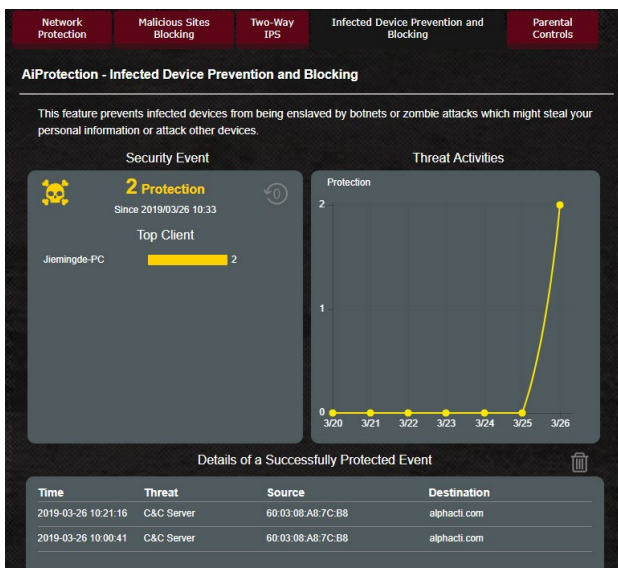 Network Protection
Malicious Sites Blocking
Two-Way IPS
Infected Device Prevention and Blocking
Parental Controls
AiProtection - Infected Device Prevention and Blocking
This feature prevents infected devices from being enslaved by botnets or zombie attacks which might steal your
personal information or attack other devices.
Security Event
2 Protection
0
Since 2019/03/26 10:33
Top Client
Jiemingde-PC 2
Threat Activities
Protection
2
1
0
3/20 3/21 3/22 3/23 3/24 3/25 3/26
Details of a Successfully Protected Event
Time Threat Source Destination
2019-03-26 10:21:16 C&C Server 60:03:08:A8:7C:B8 alphacti.com
2019-03-26 10:00:41 C&C Server 60:03:08:A8:7C:B8 alphacti.com